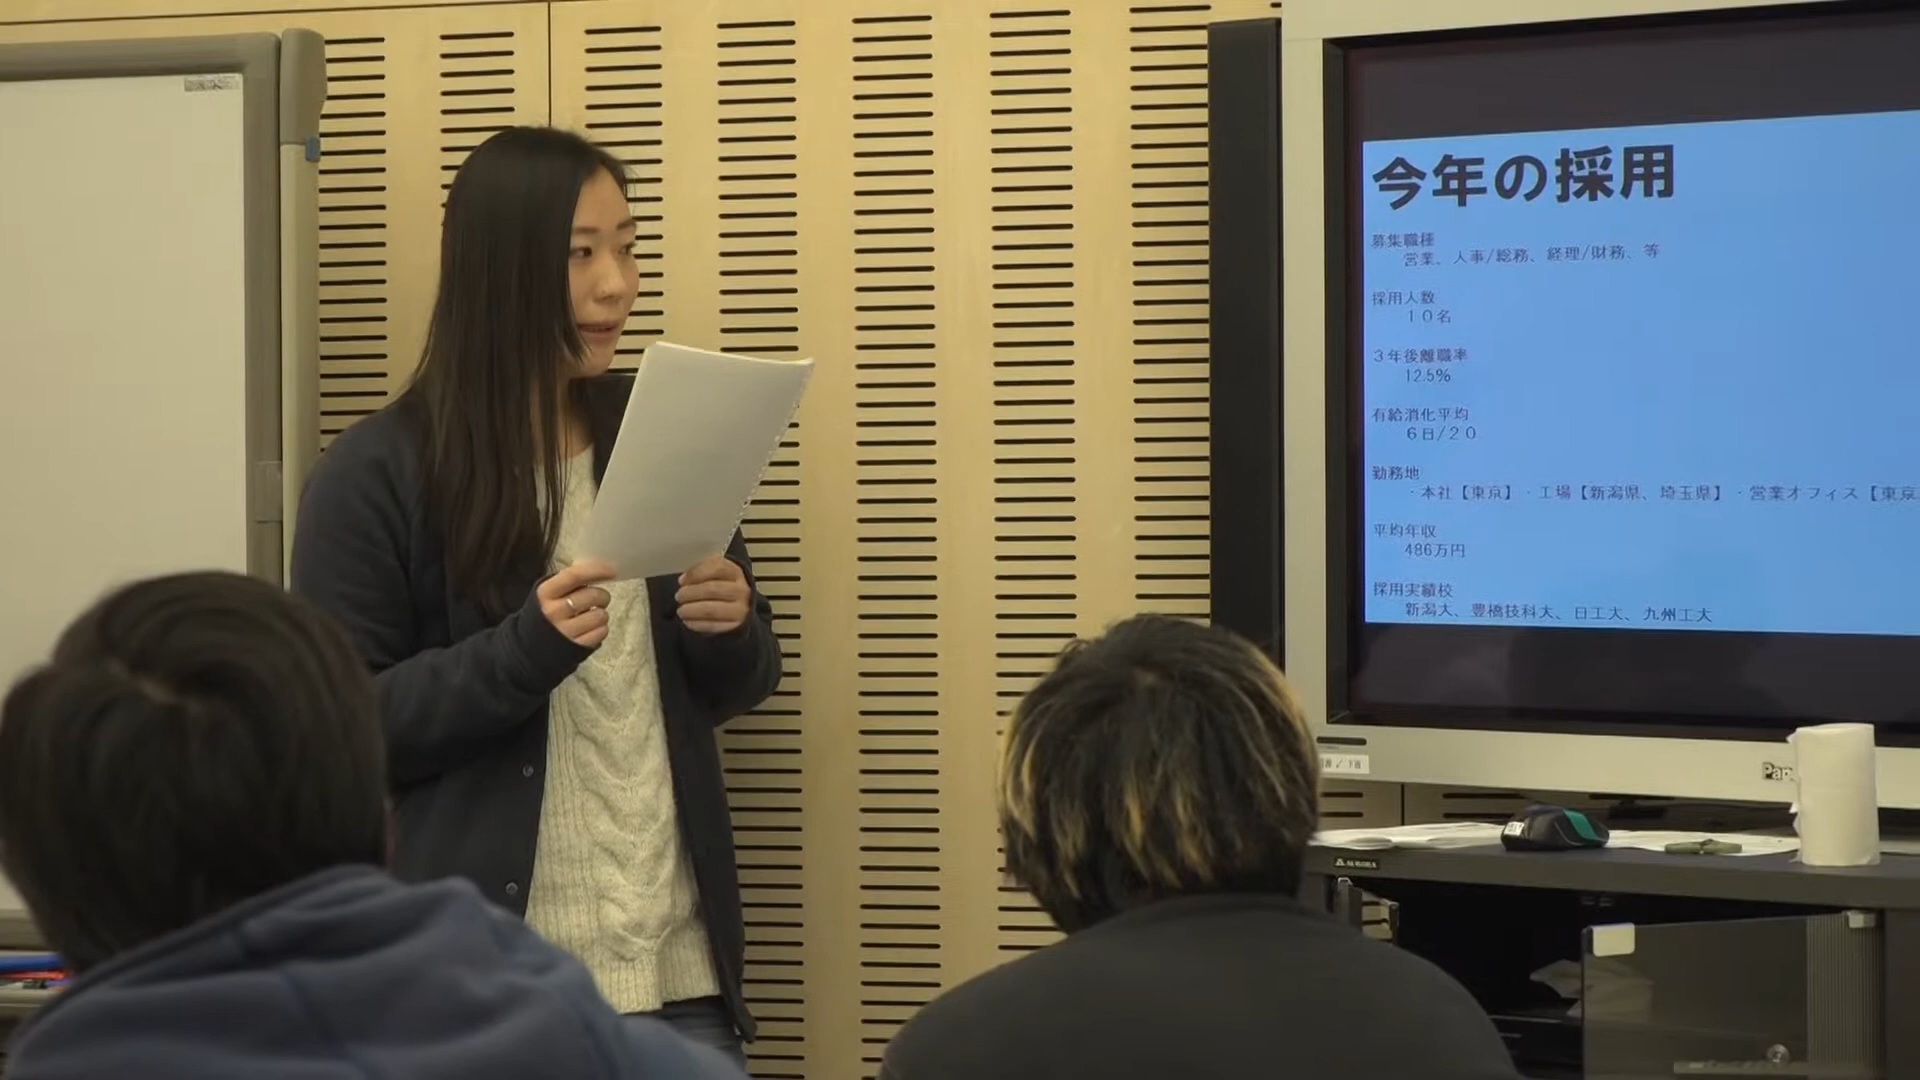 今年の採用
募集職種
営業、人事/総務、経理/財務、等
採用人数
１０名
３年後離職率
12.5%
有給消化平均
６日/２０
勤務地
・本社【東京】・工場【新潟県、埼玉県】・営業オフィス【東京
平均年収
486万円
採用実績校
新潟大、豊橋技科大、日工大、九州工大
AURORA